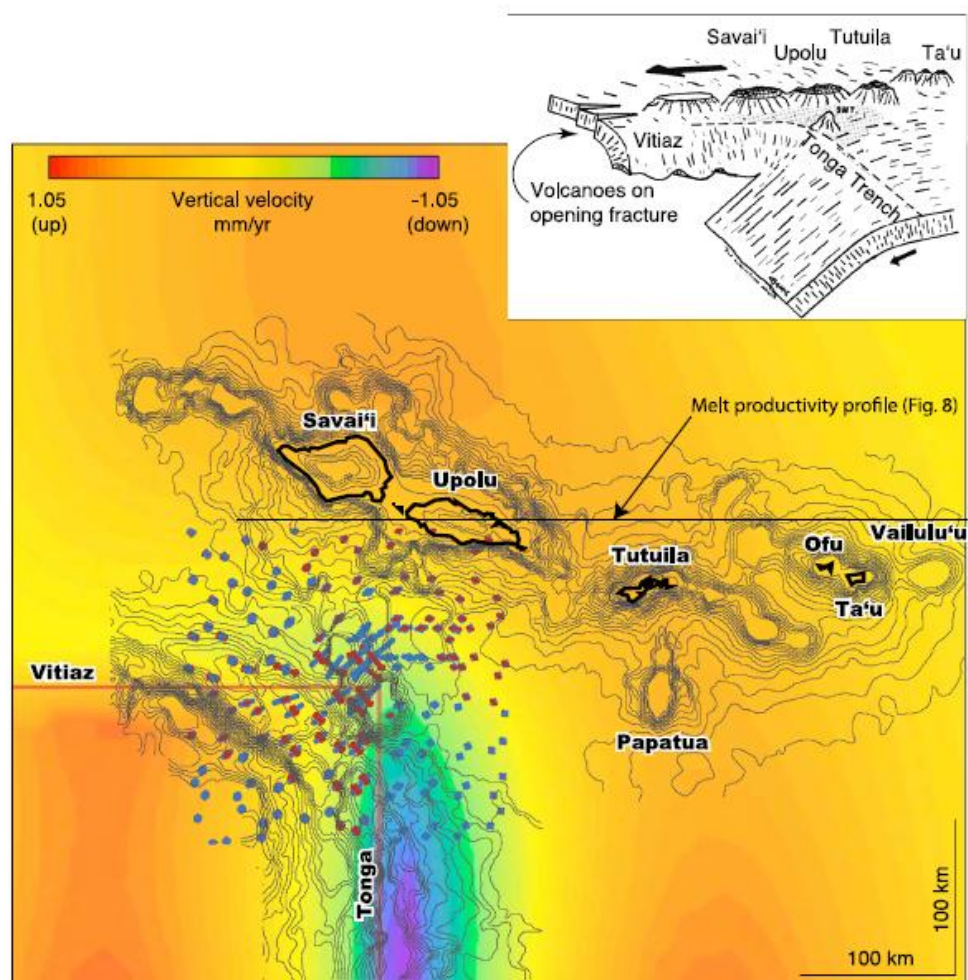 Savai'i
Upolu
Tutuila
Ta'u
Vitiaz
SMT.
Tonga Trench
Volcanoes on
opening fracture
1.05
(up)
Vertical velocity
mm/yr
-1.05
(down)
Melt productivity profile (Fig. 8)
Savai'i
Upolu
Tutuila
Ofu
Vailulu'u
Ta'u
Vitiaz
Papatua
Tonga
100 km
100 km